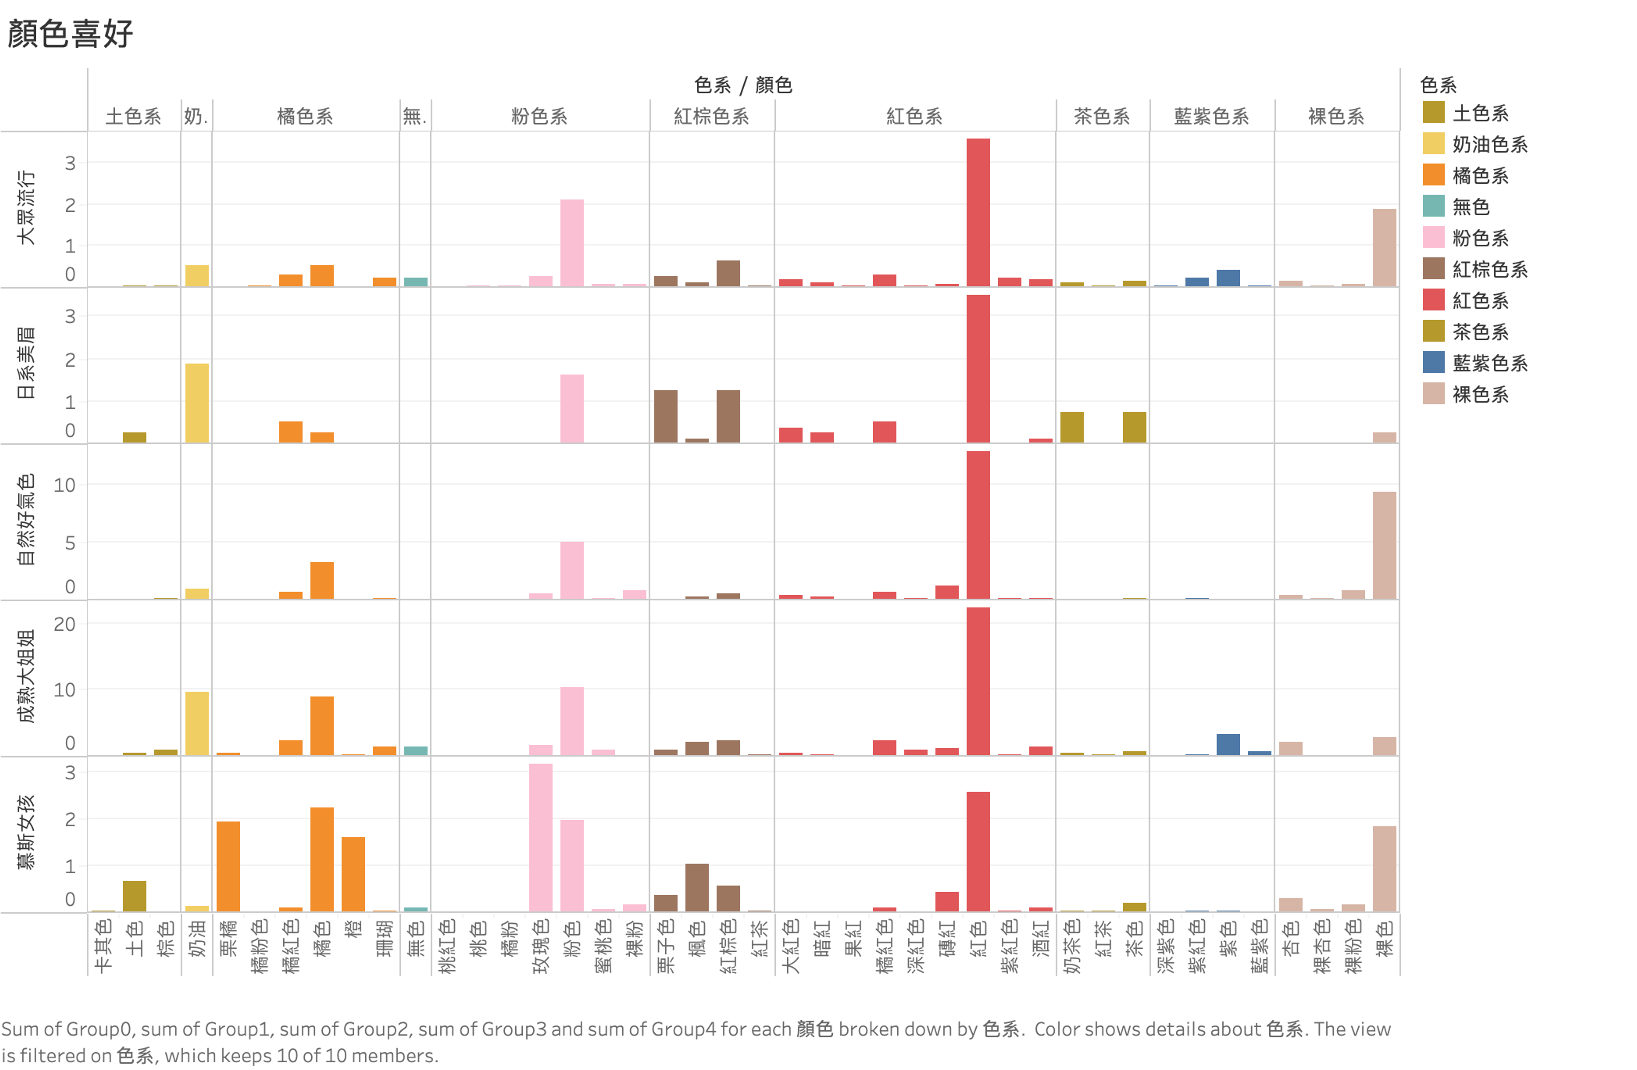 顏色喜好
色系 / 顏色
土色系 奶. 橘色系 無. 粉色系 紅棕色系 紅色系 茶色系 藍紫色系 裸色系
大眾流行
3
2
1
0
日系美眉
3
2
1
0
自然好氣色
10
5
0
成熟大姐姐
20
10
0
慕斯女孩
3
2
1
0
卡其色 土色 棕色 奶油 栗橘 橘粉色 橘紅色 橘色 橙 珊瑚 無色 桃紅色 桃色 橘粉 玫瑰色 粉色 蜜桃色 裸粉 栗子色 楓色 紅棕色 紅茶 大紅色 暗紅 果紅 橘紅色 深紅色 磚紅 紅色 紫紅色 酒紅 奶茶色 紅茶 茶色 深紫色 紫紅色 紫色 藍紫色 杏色 裸杏色 裸粉色 裸色
色系
土色系
奶油色系
橘色系
無色
粉色系
紅棕色系
紅色系
茶色系
藍紫色系
裸色系
Sum of Group0, sum of Group1, sum of Group2, sum of Group3 and sum of Group4 for each 顏色 broken down by 色系. Color shows details about 色系. The view
is filtered on 色系, which keeps 10 of 10 members.